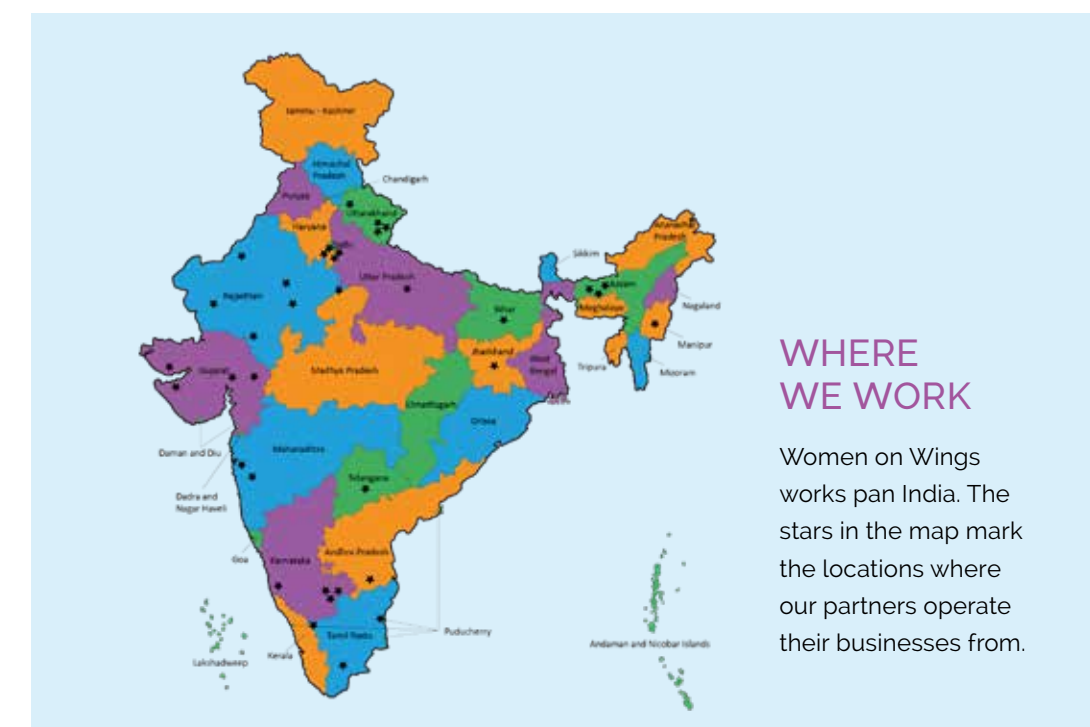 Jammu - Kashmir
Himachal
Pradesh
Chandigarh
Punjab
Uttarakhand
Haryana
Arunachal
Pradesh
Sikkim
Uttar Pradesh
Assam
Rajasthan
Nagaland
Bihar
Meghalaya
Manipur
WHERE
WE WORK
Jharkhand
West
Bengal
Tripura
Mizoram
Gujarat
Madhya Pradesh
Chhattisgarh
Orissa
Daman and Diu
Maharashtra
Women on Wings
works pan India. The
stars in the map mark
the locations where
our partners operate
their businesses from.
Telangana
Dadra and
Nagar Haveli
Goa
Karnataka
Andhra Pradesh
Puducherry
Tamil Nadu
Kerala
Lakshadweep
Andaman and Nicobar Islands